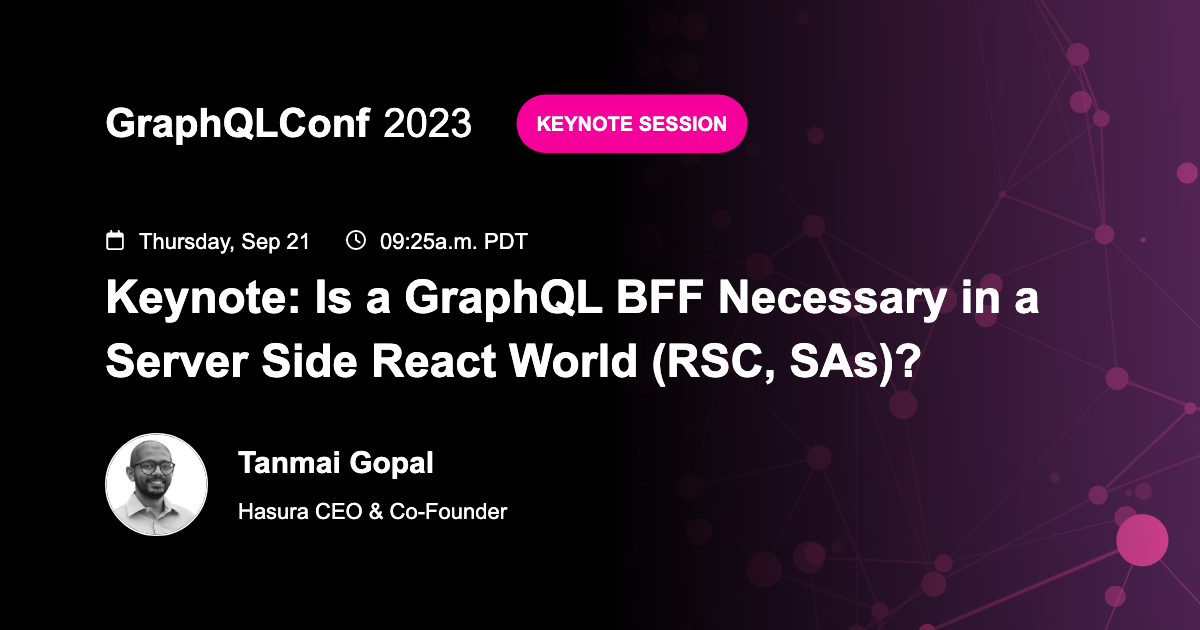 GraphQLConf 2023
KEYNOTE SESSION
Thursday, Sep 21
09:25a.m. PDT
Keynote: Is a GraphQL BFF Necessary in a
Server Side React World (RSC, SAs)?
Tanmai Gopal
Hasura CEO & Co-Founder